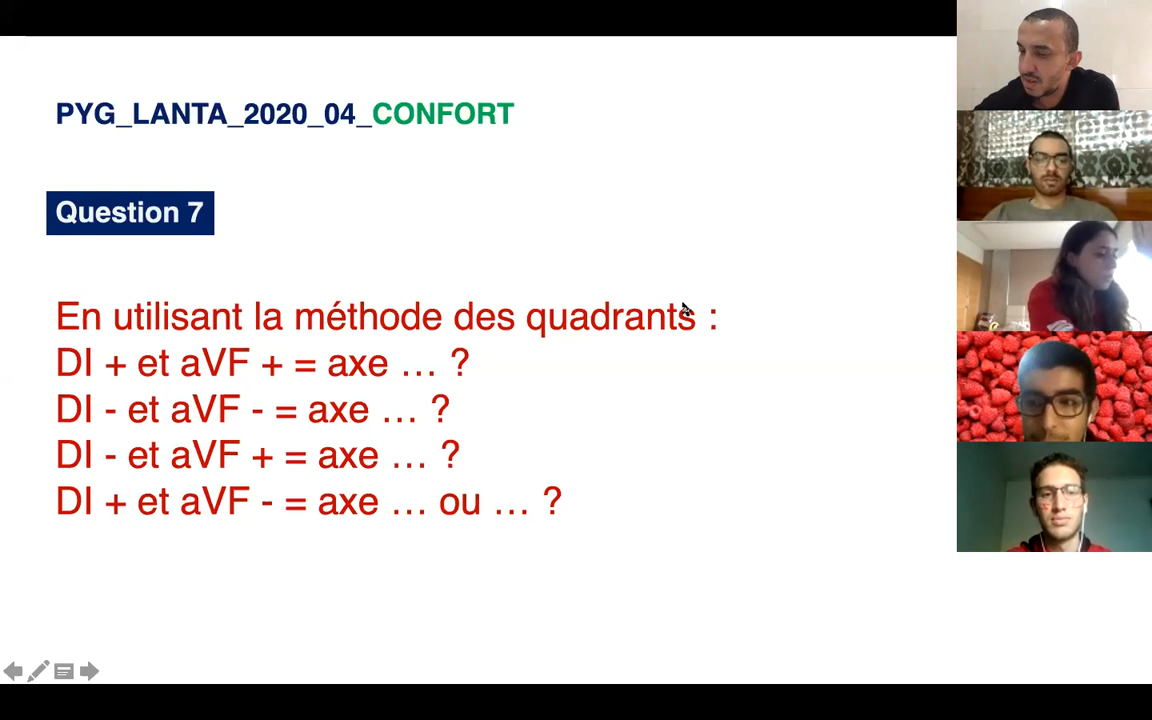 PYG_LANTA_2020_04_CONFORT
Question 7
En utilisant la méthode des quadrants :
DI + et aVF + = axe … ?
DI - et aVF - = axe … ?
DI - et aVF + = axe … ?
DI + et aVF - = axe … ou … ?